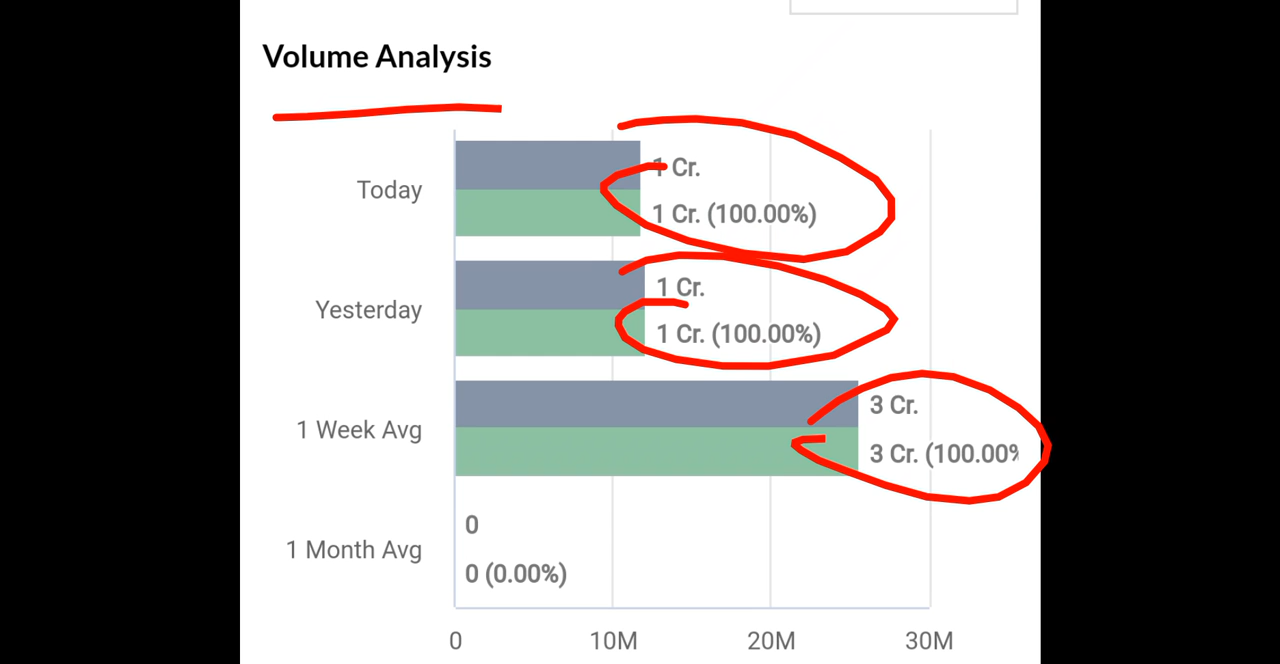 Volume Analysis
Today
1 Cr.
1 Cr. (100.00%)
Yesterday
1 Cr.
1 Cr. (100.00%)
1 Week Avg
3 Cr.
3 Cr. (100.00%
1 Month Avg
0
0 (0.00%)
0 10M 20M 30M